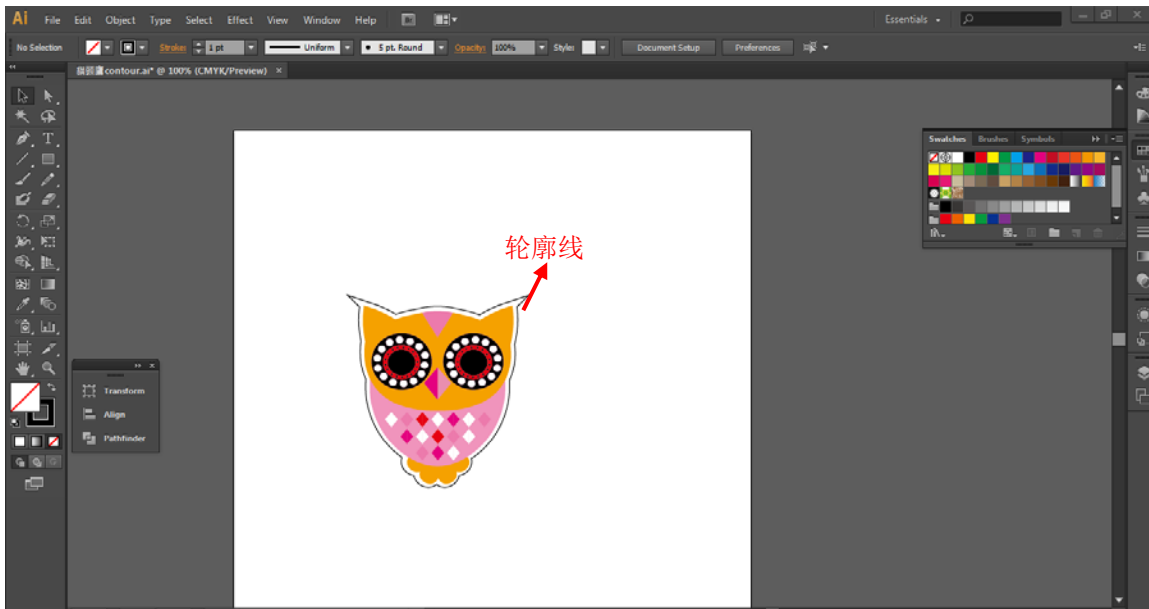 Ai File Edit Object Type Select Effect View Window Help Br Essentials
No Selection Stroke: 1 pt Uniform 5 pt. Round Opacity: 100% Style: Document Setup Preferences
contour.ai* @ 100% (CMYK/Preview) ×
Swatches Brushes Symbols
轮廓线
Transform
Align
Pathfinder